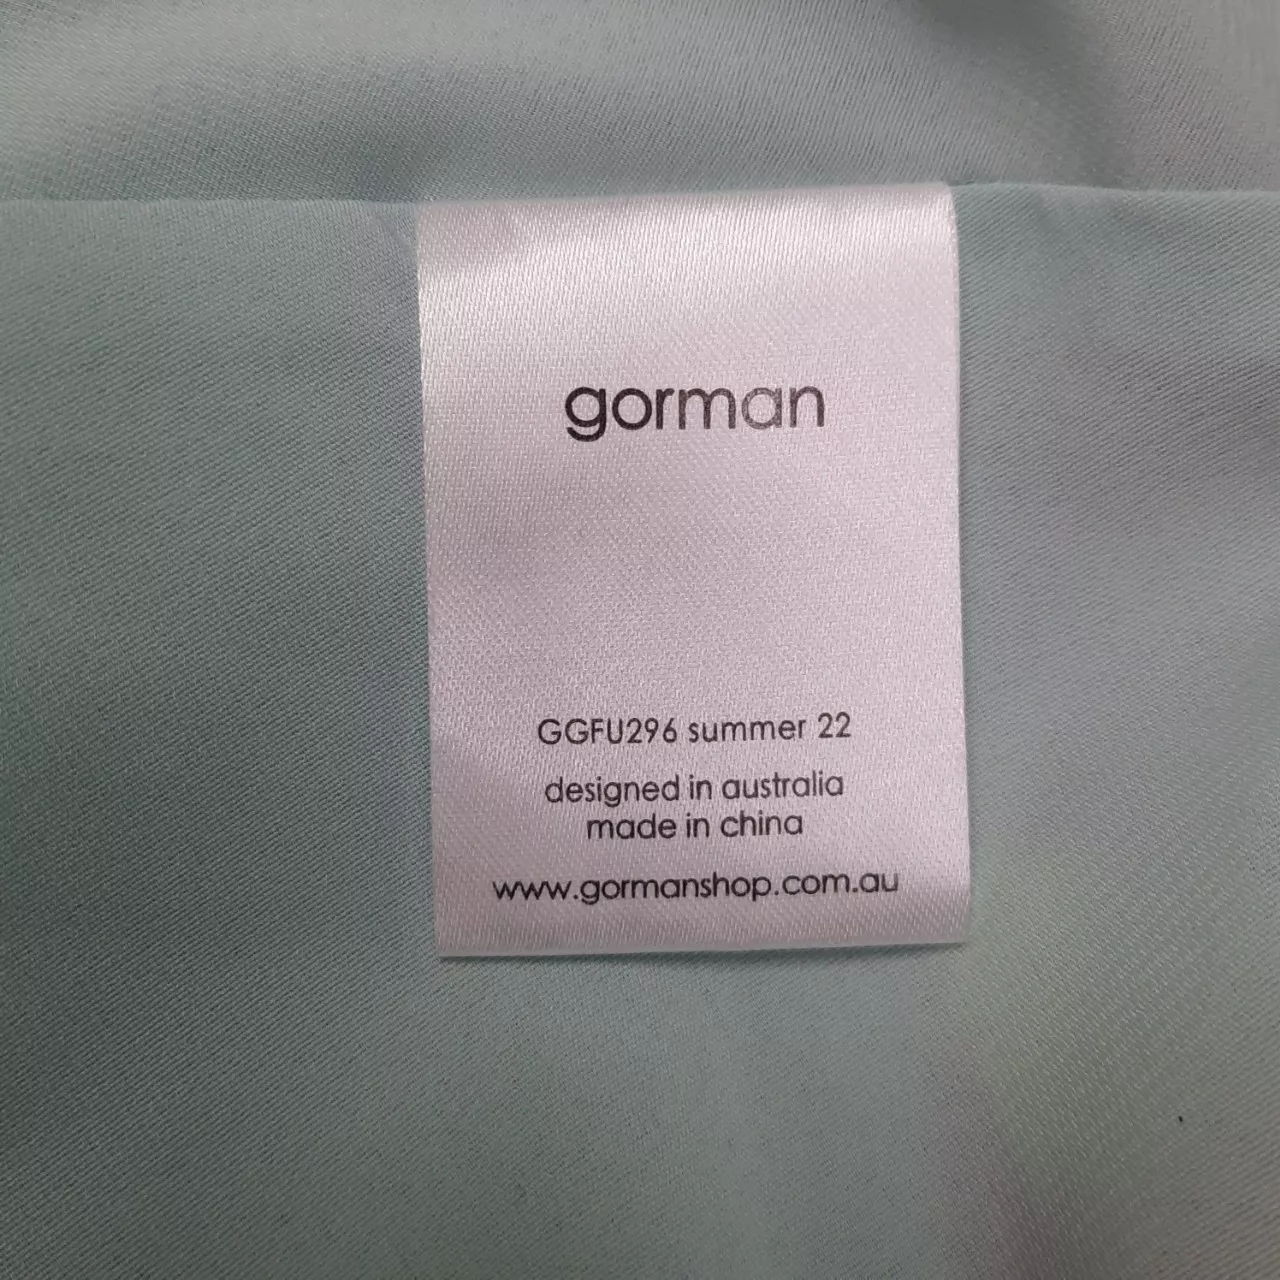 gorman
GGFU296 summer 22
designed in australia
made in china
www.gormanshop.com.au